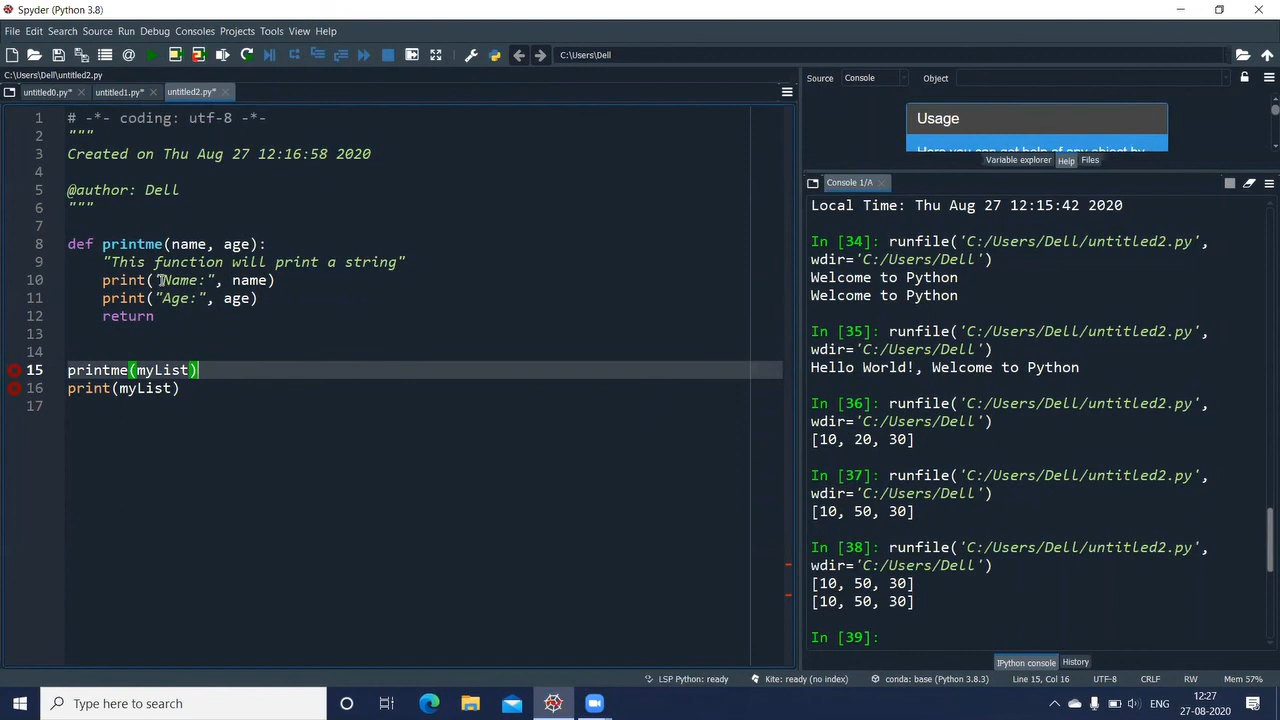 Spyder (Python 3.8)
File Edit Search Source Run Debug Consoles Projects Tools View Help
C:\Users\Dell
C:\Users\Dell\untitled2.py
untitled0.py* untitled1.py* untitled2.py*
1 # -*- coding: utf-8 -*-
2 """
3 Created on Thu Aug 27 12:16:58 2020
4
5 @author: Dell
6 """
7
8 def printme(name, age):
9 "This function will print a string"
10 print("Name:", name)
11 print("Age:", age)
12 return
13
14
15 printme(myList)
16 print(myList)
17
Source Console Object
Usage
Here you can get help of any object by
Variable explorer Help Files
Console 1/A
Local Time: Thu Aug 27 12:15:42 2020
In [34]: runfile('C:/Users/Dell/untitled2.py',
wdir='C:/Users/Dell')
Welcome to Python
Welcome to Python
In [35]: runfile('C:/Users/Dell/untitled2.py',
wdir='C:/Users/Dell')
Hello World!, Welcome to Python
In [36]: runfile('C:/Users/Dell/untitled2.py',
wdir='C:/Users/Dell')
[10, 20, 30]
In [37]: runfile('C:/Users/Dell/untitled2.py',
wdir='C:/Users/Dell')
[10, 50, 30]
In [38]: runfile('C:/Users/Dell/untitled2.py',
wdir='C:/Users/Dell')
[10, 50, 30]
[10, 50, 30]
In [39]:
IPython console History
LSP Python: ready Kite: ready (no index) conda: base (Python 3.8.3) Line 15, Col 16 UTF-8 CRLF RW Mem 57%
Type here to search
ENG
12:27
27-08-2020